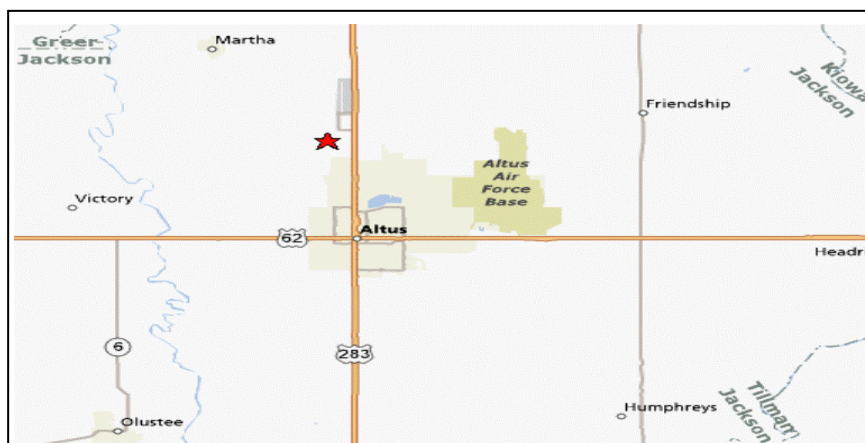 Greer
Jackson
Martha
Kiowa
Jackson
Friendship
Altus
Air
Force
Base
Victory
Altus
62
Headri
6
283
Olustee
Humphreys
Tillman
Jackson